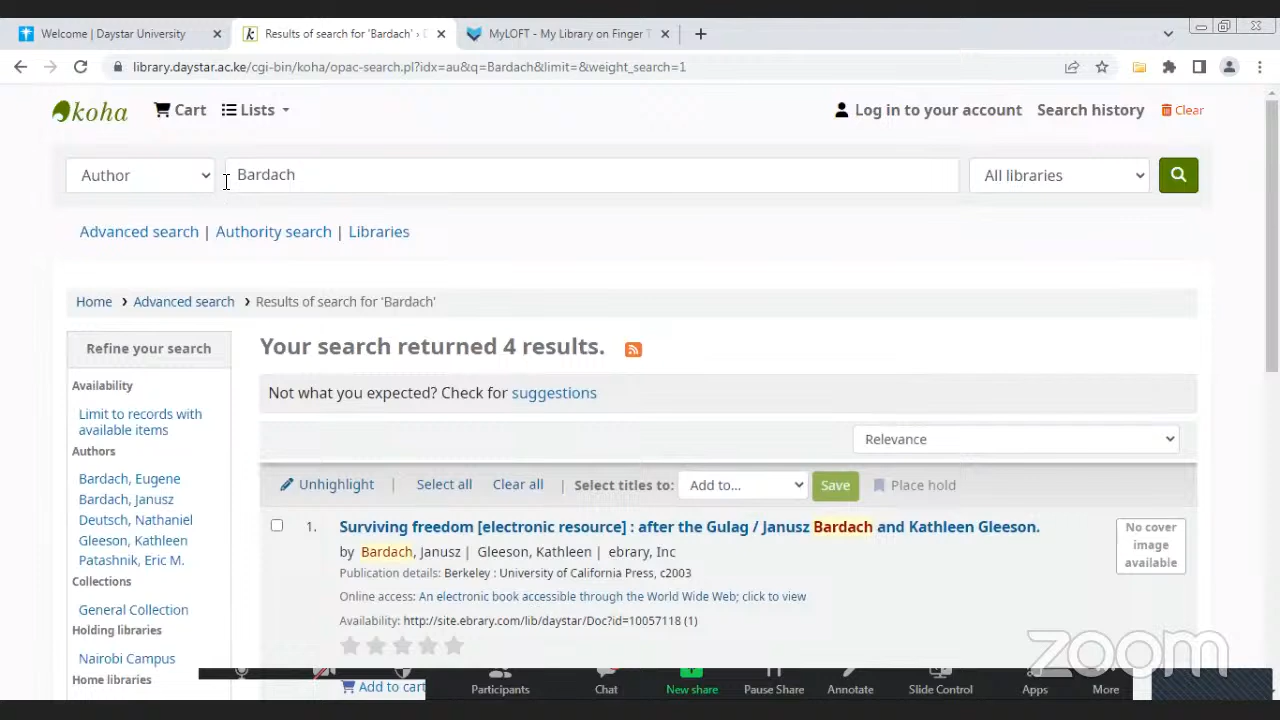 Welcome | Daystar University
Results of search for 'Bardach' ›
MyLOFT - My Library on Finger T
library.daystar.ac.ke/cgi-bin/koha/opac-search.pl?idx=au&q=Bardach&limit=&weight_search=1
koha Cart Lists Log in to your account Search history Clear
Author Bardach All libraries
Advanced search | Authority search | Libraries
Home › Advanced search › Results of search for 'Bardach'
Refine your search
Availability
Limit to records with
available items
Authors
Bardach, Eugene
Bardach, Janusz
Deutsch, Nathaniel
Gleeson, Kathleen
Patashnik, Eric M.
Collections
General Collection
Holding libraries
Nairobi Campus
Home libraries
Your search returned 4 results.
Not what you expected? Check for suggestions
Relevance
Unhighlight | Select all Clear all | Select titles to: Add to... Save Place hold
1. Surviving freedom [electronic resource] : after the Gulag / Janusz Bardach and Kathleen Gleeson.
by Bardach, Janusz | Gleeson, Kathleen | ebrary, Inc
Publication details: Berkeley : University of California Press, c2003
Online access: An electronic book accessible through the World Wide Web; click to view
Availability: http://site.ebrary.com/lib/daystar/Doc?id=10057118 (1)
No cover
image
available
Add to cart
zoom
Participants Chat New share Pause Share Annotate Slide Control Apps More